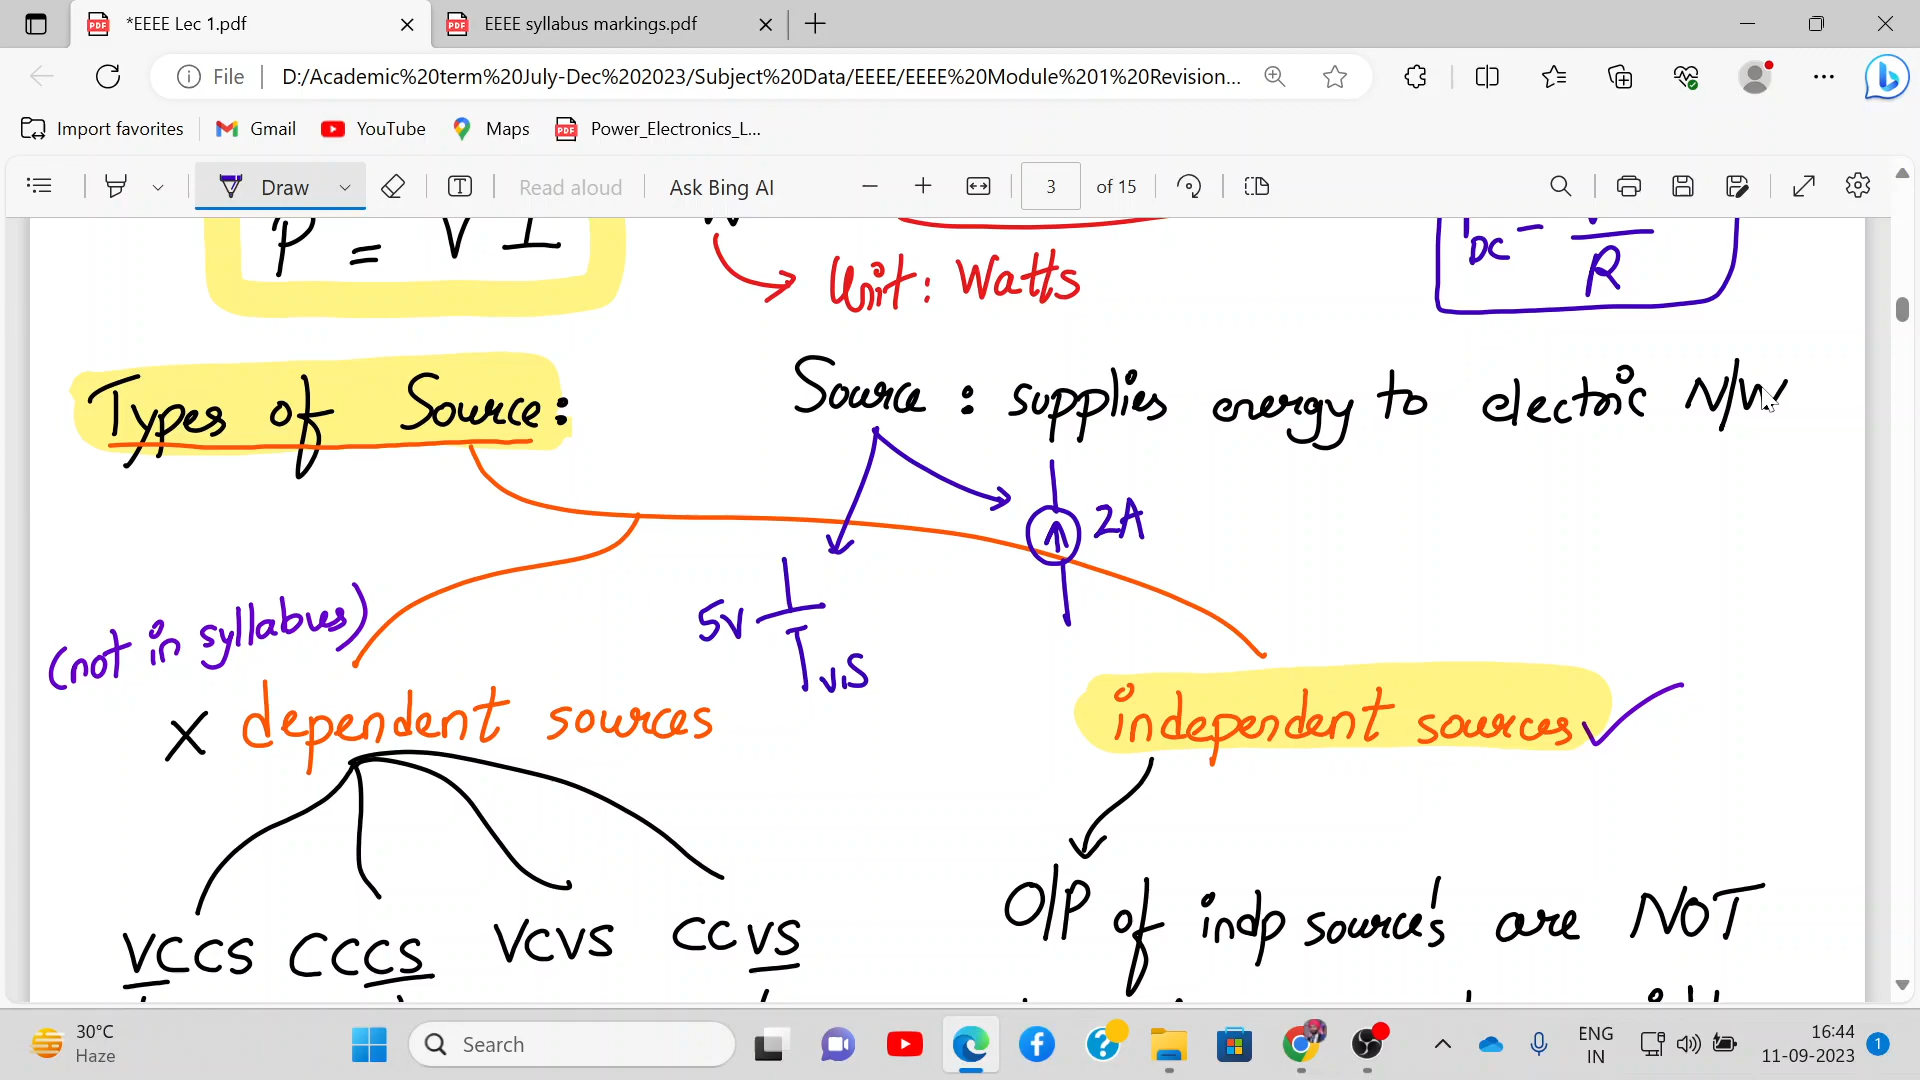 *EEEE Lec 1.pdf
EEEE syllabus markings.pdf
File
D:/Academic%20term%20July-Dec%202023/Subject%20Data/EEEE/EEEE%20Module%201%20Revision...
Import favorites
Gmail
YouTube
Maps
Power_Electronics_L...
Draw
Read aloud
Ask Bing AI
3
of 15
P = V I
Unit: Watts
DC = R
Types of Source:
Source : supplies energy to electric N/W
2A
5V
V.S
(not in syllabus)
X dependent sources
independent sources
VCCS CCCS VCVS CCVS
O/P of indp source's are NOT
30°C
Haze
Search
ENG
IN
16:44
11-09-2023
1